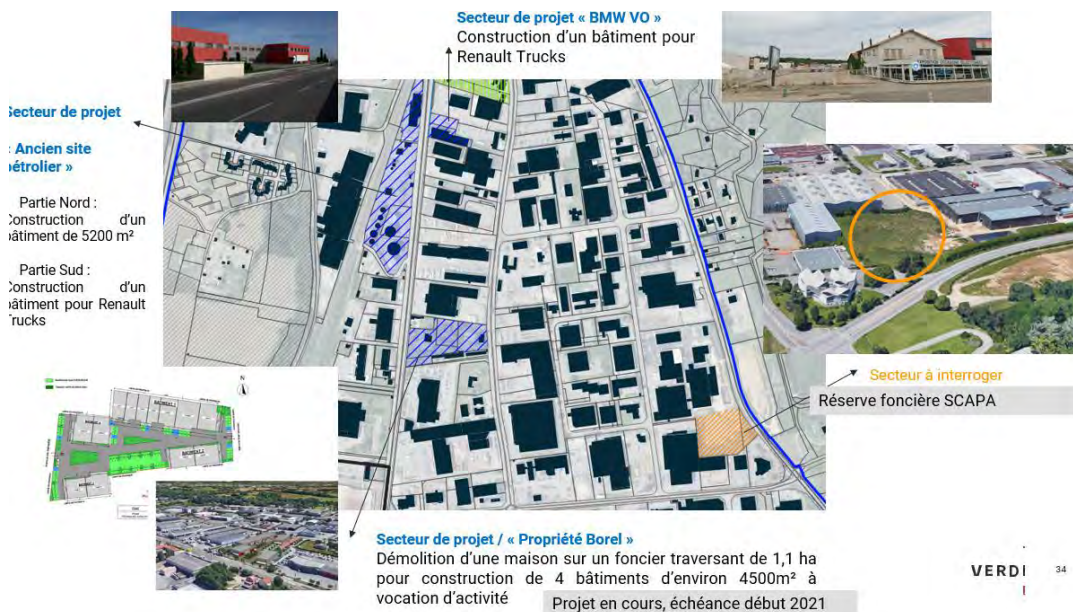 Secteur de projet « BMW VO »
Construction d'un bâtiment pour
Renault Trucks
Secteur de projet
Ancien site
pétrolier »
Partie Nord :
Construction d'un
bâtiment de 5200 m²
Partie Sud :
Construction d'un
bâtiment pour Renault
Trucks
Secteur à interroger
Réserve foncière SCAPA
Secteur de projet / « Propriété Borel »
Démolition d'une maison sur un foncier traversant de 1,1 ha
pour construction de 4 bâtiments d'environ 4500m² à
vocation d'activité
Projet en cours, échéance début 2021
VERDI
34